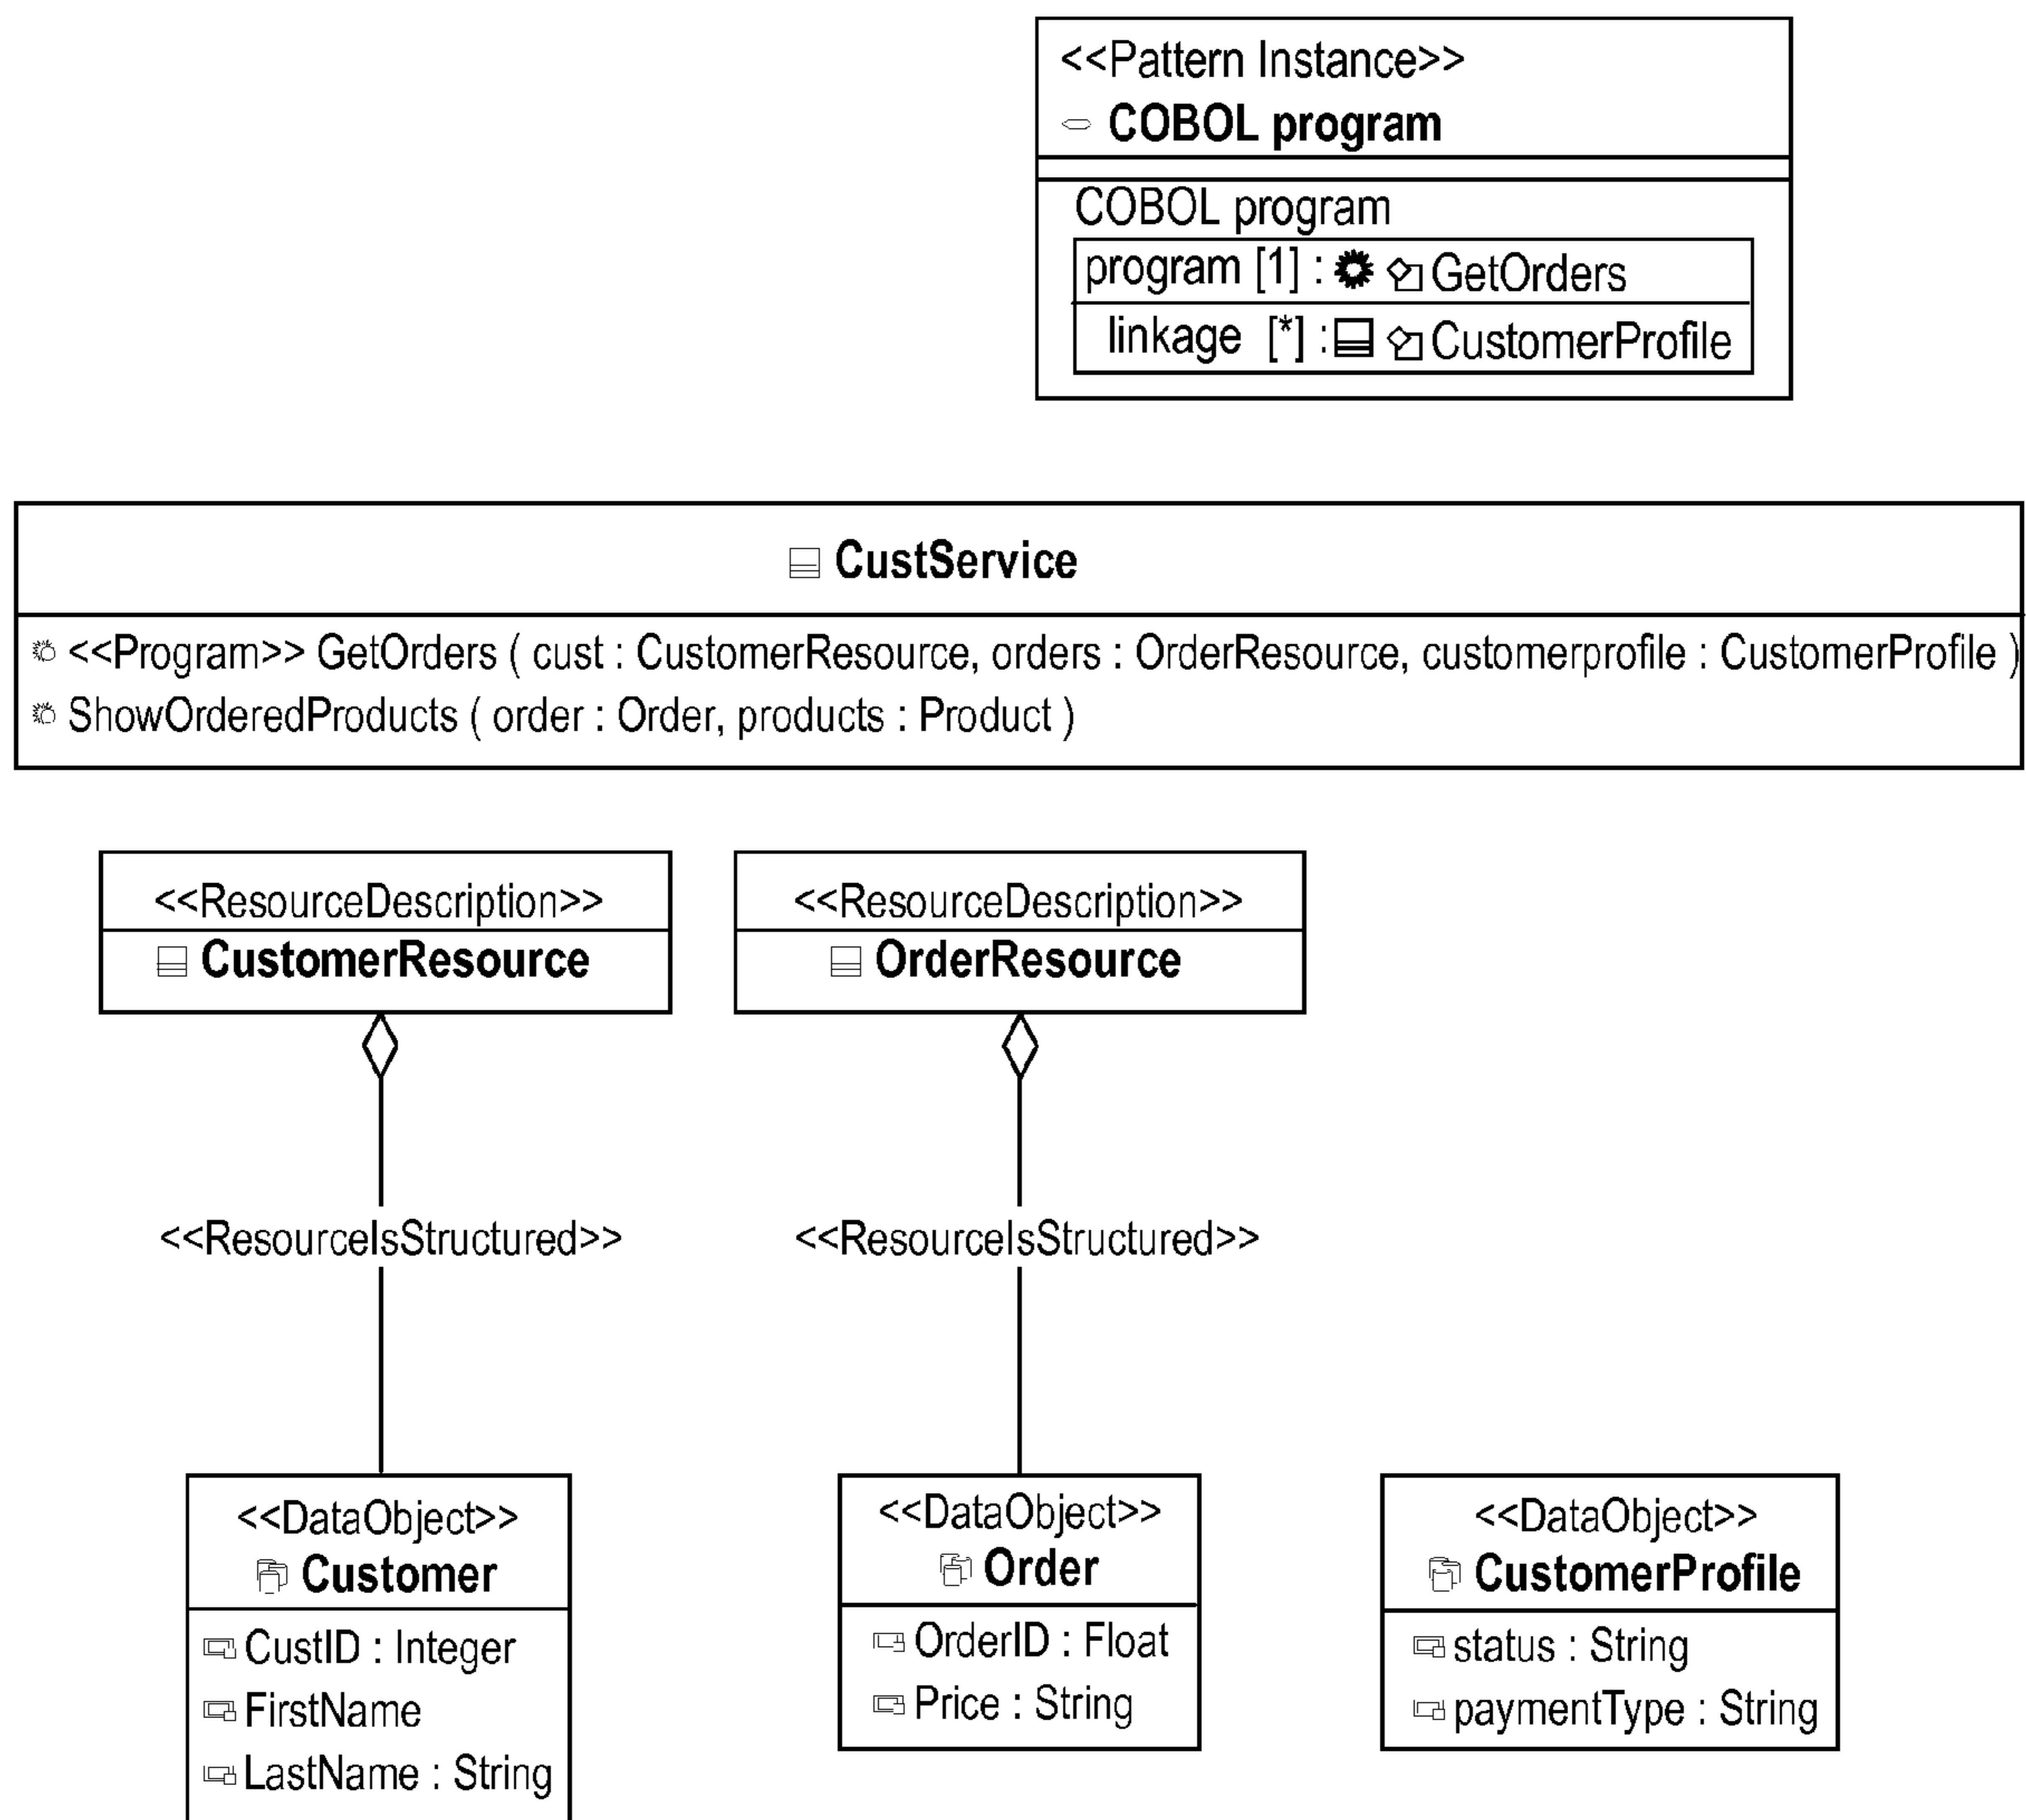 <<Pattern Instance>>
COBOL program
COBOL program
program [1] : GetOrders
linkage [*] : CustomerProfile
CustService
<<Program>> GetOrders ( cust : CustomerResource, orders : OrderResource, customerprofile : CustomerProfile )
ShowOrderedProducts ( order : Order, products : Product )
<<ResourceDescription>>
CustomerResource
<<ResourceDescription>>
OrderResource
<<ResourceIsStructured>>
<<ResourceIsStructured>>
<<DataObject>>
Customer
CustID : Integer
FirstName
LastName : String
<<DataObject>>
Order
OrderID : Float
Price : String
<<DataObject>>
CustomerProfile
status : String
paymentType : String